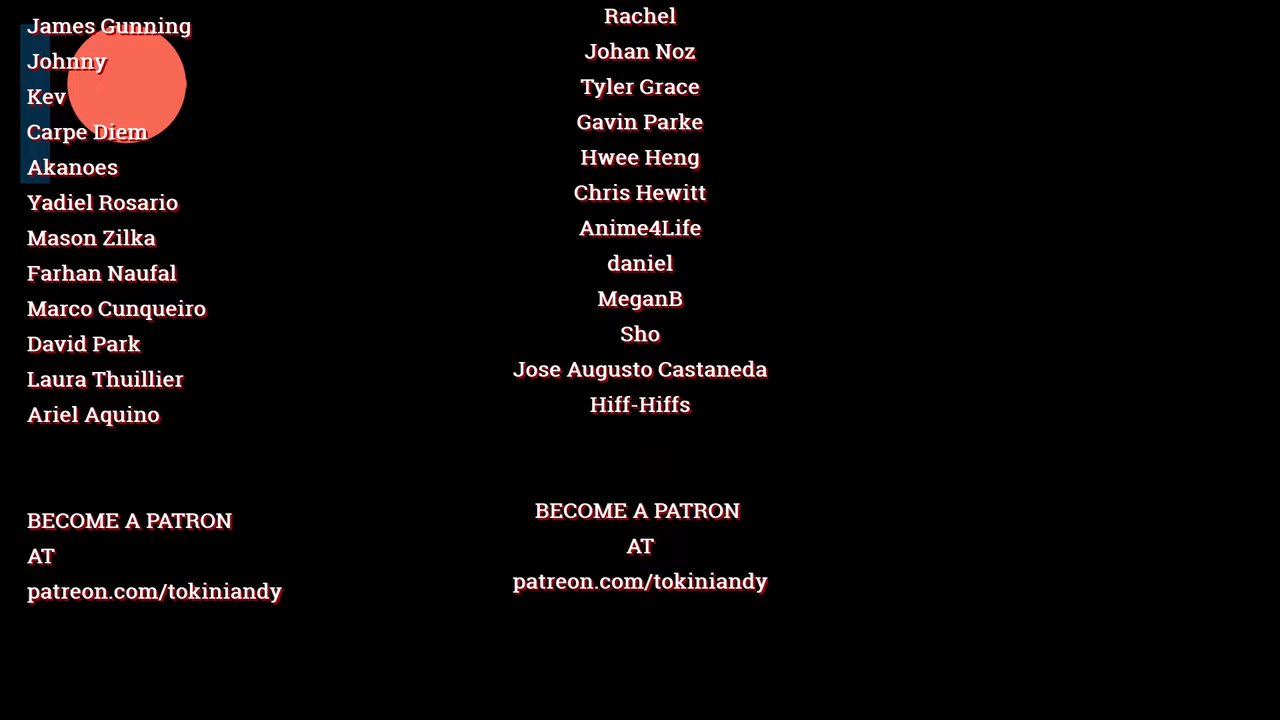 James Gunning
Johnny
Kev
Carpe Diem
Akanoes
Yadiel Rosario
Mason Zilka
Farhan Naufal
Marco Cunqueiro
David Park
Laura Thuillier
Ariel Aquino
BECOME A PATRON
AT
patreon.com/tokiniandy
Rachel
Johan Noz
Tyler Grace
Gavin Parke
Hwee Heng
Chris Hewitt
Anime4Life
daniel
MeganB
Sho
Jose Augusto Castaneda
Hiff-Hiffs
BECOME A PATRON
AT
patreon.com/tokiniandy